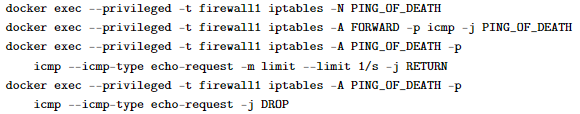 docker exec --privileged -t firewall1 iptables -N PING_OF_DEATH
docker exec --privileged -t firewall1 iptables -A FORWARD -p icmp -j PING_OF_DEATH
docker exec --privileged -t firewall1 iptables -A PING_OF_DEATH -p
icmp --icmp-type echo-request -m limit --limit 1/s -j RETURN
docker exec --privileged -t firewall1 iptables -A PING_OF_DEATH -p
icmp --icmp-type echo-request -j DROP